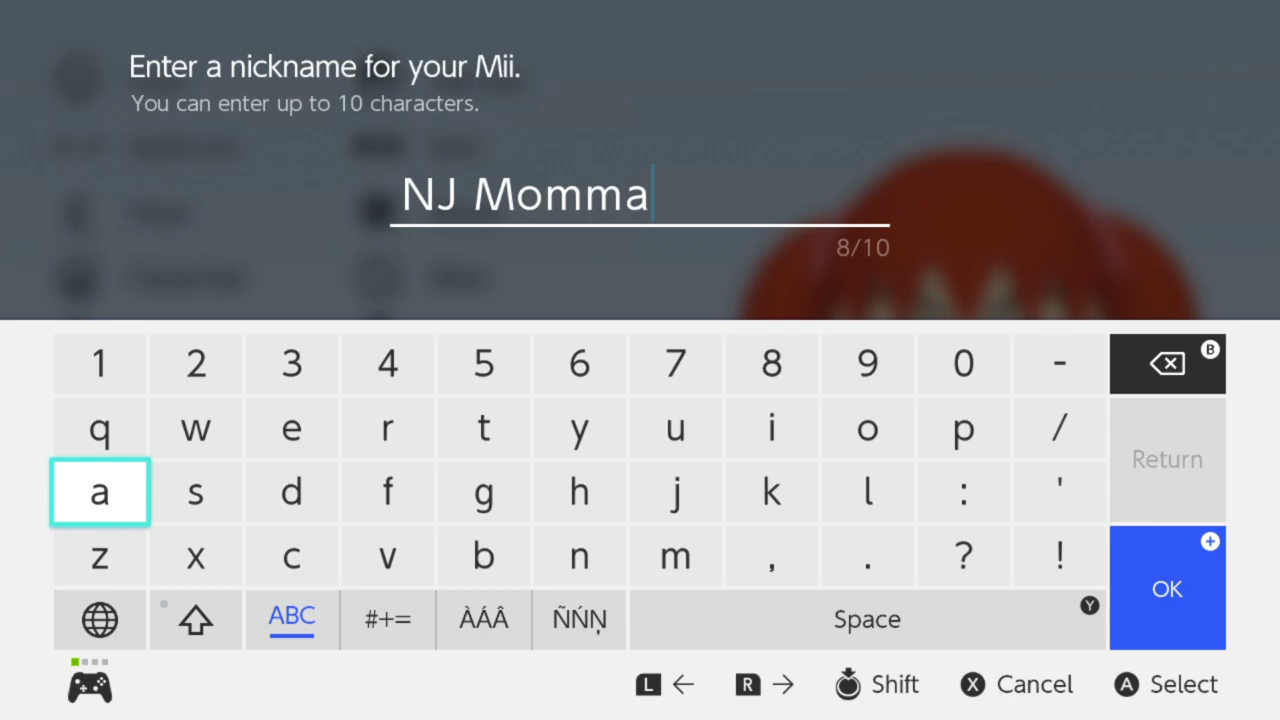 Enter a nickname for your Mii.
You can enter up to 10 characters.
NJ Momma
8/10
1 2 3 4 5 6 7 8 9 0 - B
q w e r t y u i o p /
Return
a s d f g h j k l : '
z x c v b n m , . ? ! +
OK
ABC #+= ÀÁÂ ÑŃŅ Space Y
L ← R → Shift X Cancel A Select